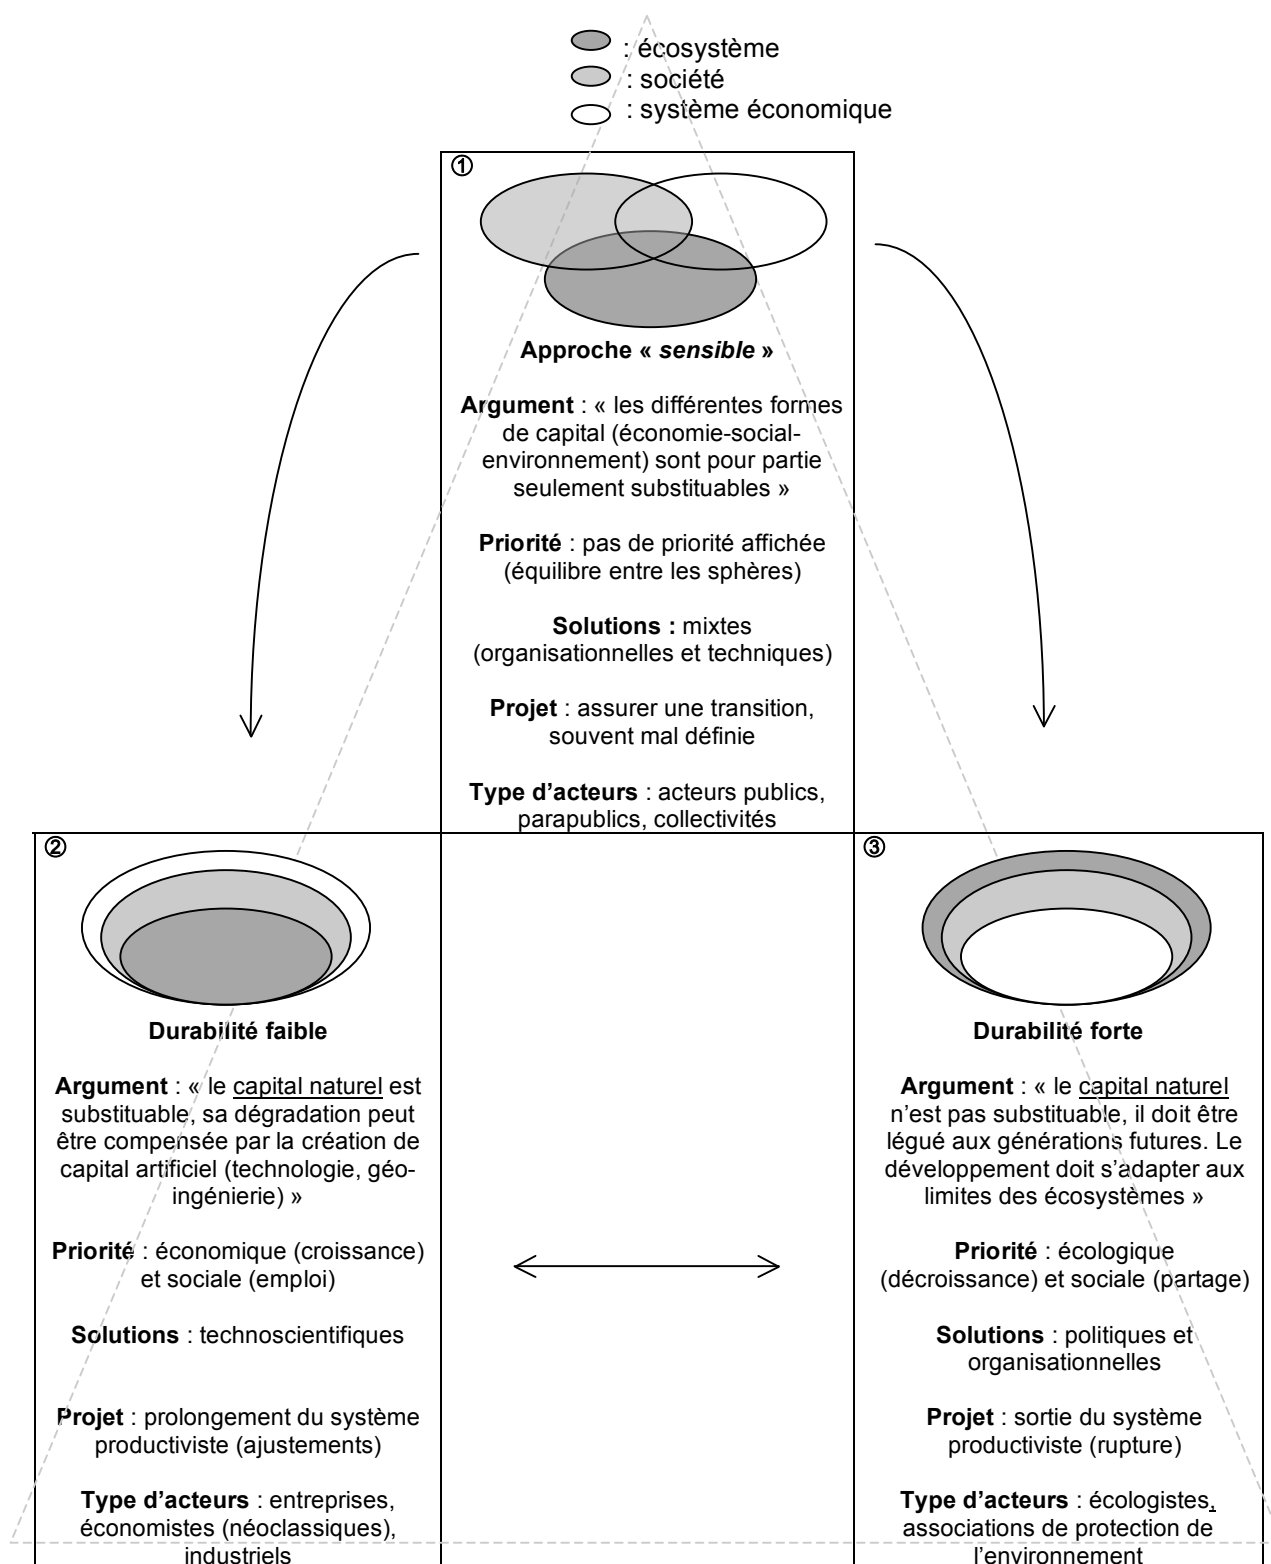 : écosystème
: société
: système économique
①
Approche « sensible »
Argument : « les différentes formes
de capital (économie-social-
environnement) sont pour partie
seulement substituables »
Priorité : pas de priorité affichée
(équilibre entre les sphères)
Solutions : mixtes
(organisationnelles et techniques)
Projet : assurer une transition,
souvent mal définie
Type d’acteurs : acteurs publics,
parapublics, collectivités
②
Durabilité faible
Argument : « le capital naturel est
substituable, sa dégradation peut
être compensée par la création de
capital artificiel (technologie, géo-
ingénierie) »
Priorité : économique (croissance)
et sociale (emploi)
Solutions : technoscientifiques
Projet : prolongement du système
productiviste (ajustements)
Type d’acteurs : entreprises,
économistes (néoclassiques),
industriels
③
Durabilité forte
Argument : « le capital naturel
n’est pas substituable, il doit être
légué aux générations futures. Le
développement doit s’adapter aux
limites des écosystèmes »
Priorité : écologique
(décroissance) et sociale (partage)
Solutions : politiques et
organisationnelles
Projet : sortie du système
productiviste (rupture)
Type d’acteurs : écologistes,
associations de protection de
l’environnement